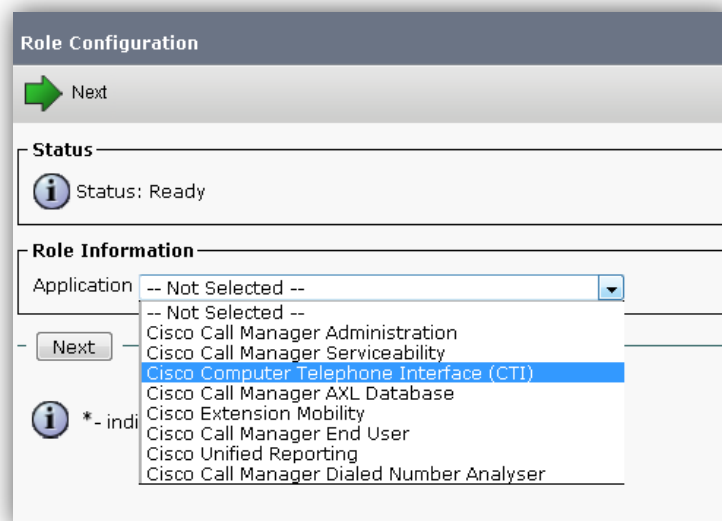 Role Configuration
Next
Status
Status: Ready
Role Information
Application -- Not Selected --
-- Not Selected --
Cisco Call Manager Administration
Cisco Call Manager Serviceability
Cisco Computer Telephone Interface (CTI)
Cisco Call Manager AXL Database
Cisco Extension Mobility
Cisco Call Manager End User
Cisco Unified Reporting
Cisco Call Manager Dialed Number Analyser
Next
*- indi